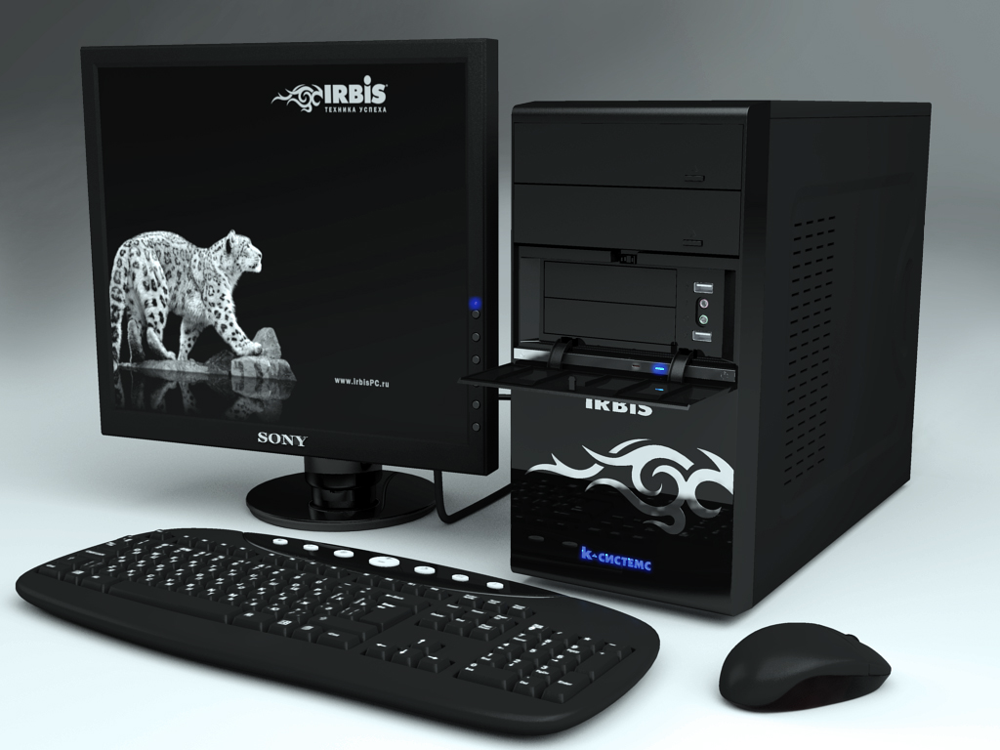 IRBIS
ТЕХНИКА УСПЕХА
www.irbisPC.ru
SONY
IRBIS
к-системс